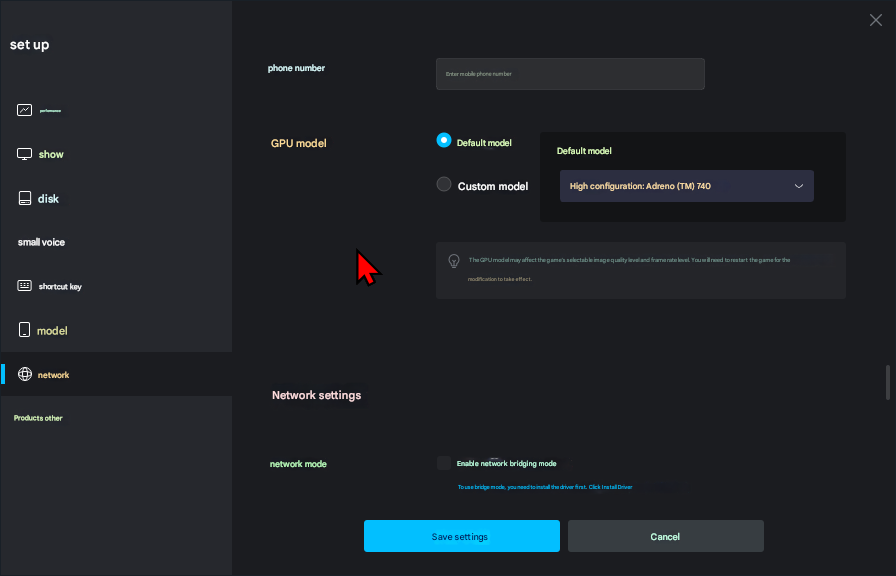 set up
performance
show
disk
small voice
shortcut key
model
network
Products other
phone number
Enter mobile phone number
GPU model
Default model
Custom model
Default model
High configuration: Adreno (TM) 740
The GPU model may affect the game's selectable image quality level and frame rate level. You will need to restart the game for the
modification to take effect.
Network settings
network mode
Enable network bridging mode
To use bridge mode, you need to install the driver first. Click Install Driver
Save settings
Cancel